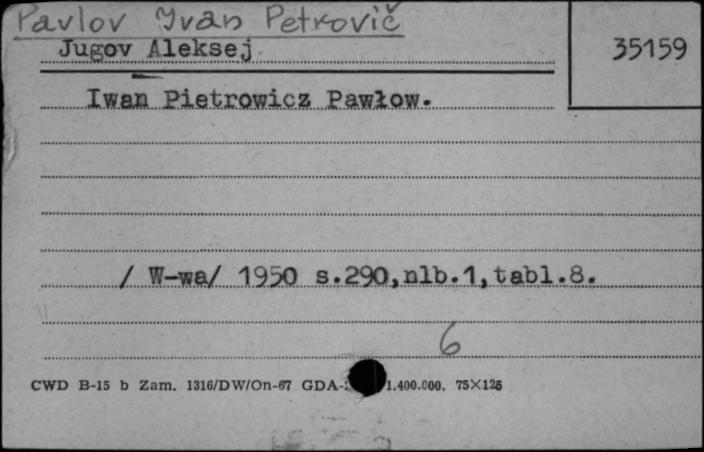 Pavlov Ivan Petrovič
Jugov Aleksej
35159
Iwan Pietrowicz Pawłow.
/ W-wa/ 1950 s.290,nlb.1,tabl.8.
6
CWD B-15 b Zam. 1316/DW/On-67 GDA- 1.400.000. 75×125